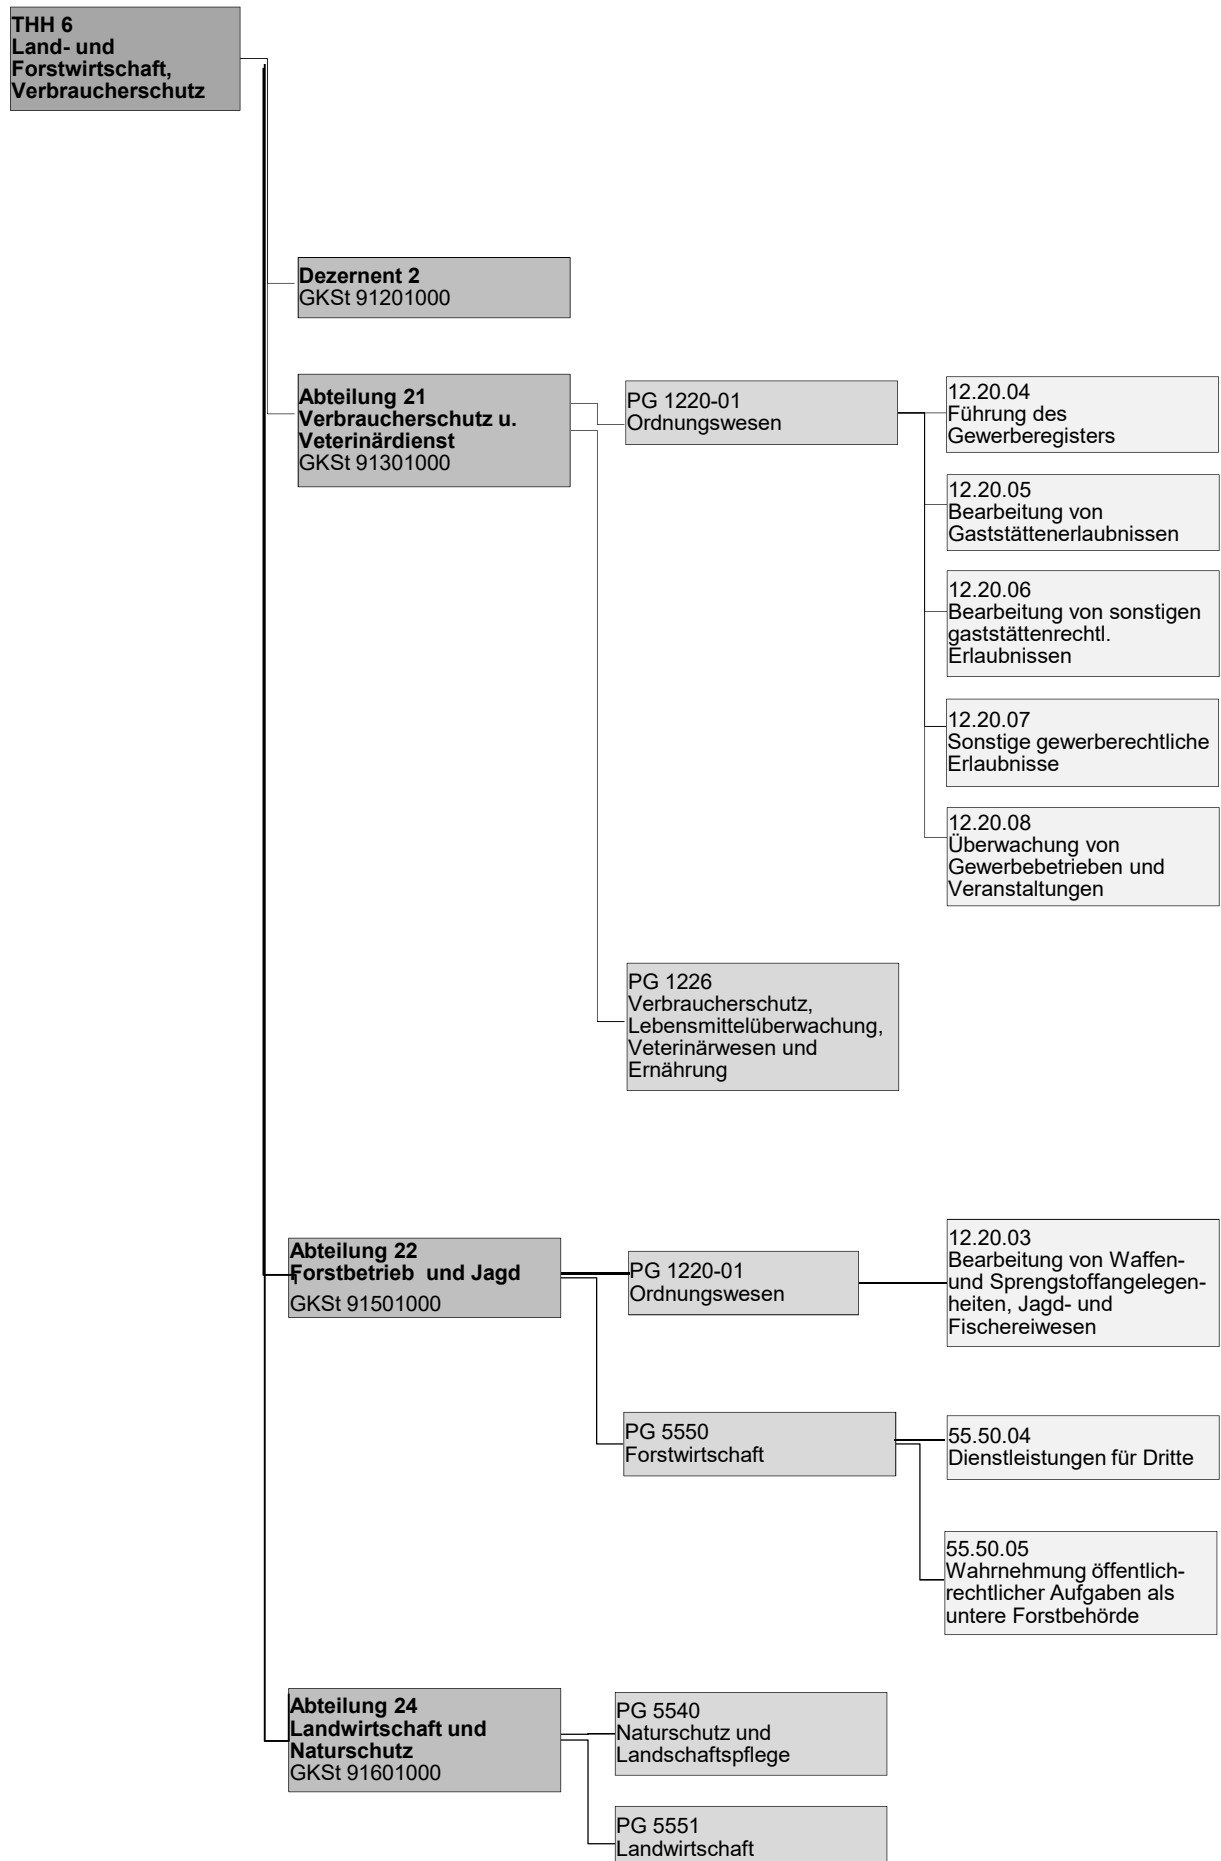 THH 6
Land- und
Forstwirtschaft,
Verbraucherschutz
Dezernent 2
GKSt 91201000
Abteilung 21
Verbraucherschutz u.
Veterinärdienst
GKSt 91301000
PG 1220-01
Ordnungswesen
12.20.04
Führung des
Gewerberegisters
12.20.05
Bearbeitung von
Gaststättenerlaubnissen
12.20.06
Bearbeitung von sonstigen
gaststättenrechtl.
Erlaubnissen
12.20.07
Sonstige gewerberechtliche
Erlaubnisse
12.20.08
Überwachung von
Gewerbebetrieben und
Veranstaltungen
PG 1226
Verbraucherschutz,
Lebensmittelüberwachung,
Veterinärwesen und
Ernährung
Abteilung 22
Forstbetrieb  und Jagd
GKSt 91501000
PG 1220-01
Ordnungswesen
12.20.03
Bearbeitung von Waffen-
und Sprengstoffangelegen-
heiten, Jagd- und
Fischereiwesen
PG 5550
Forstwirtschaft
55.50.04
Dienstleistungen für Dritte
55.50.05
Wahrnehmung öffentlich-
rechtlicher Aufgaben als
untere Forstbehörde
Abteilung 24
Landwirtschaft und
Naturschutz
GKSt 91601000
PG 5540
Naturschutz und
Landschaftspflege
PG 5551
Landwirtschaft